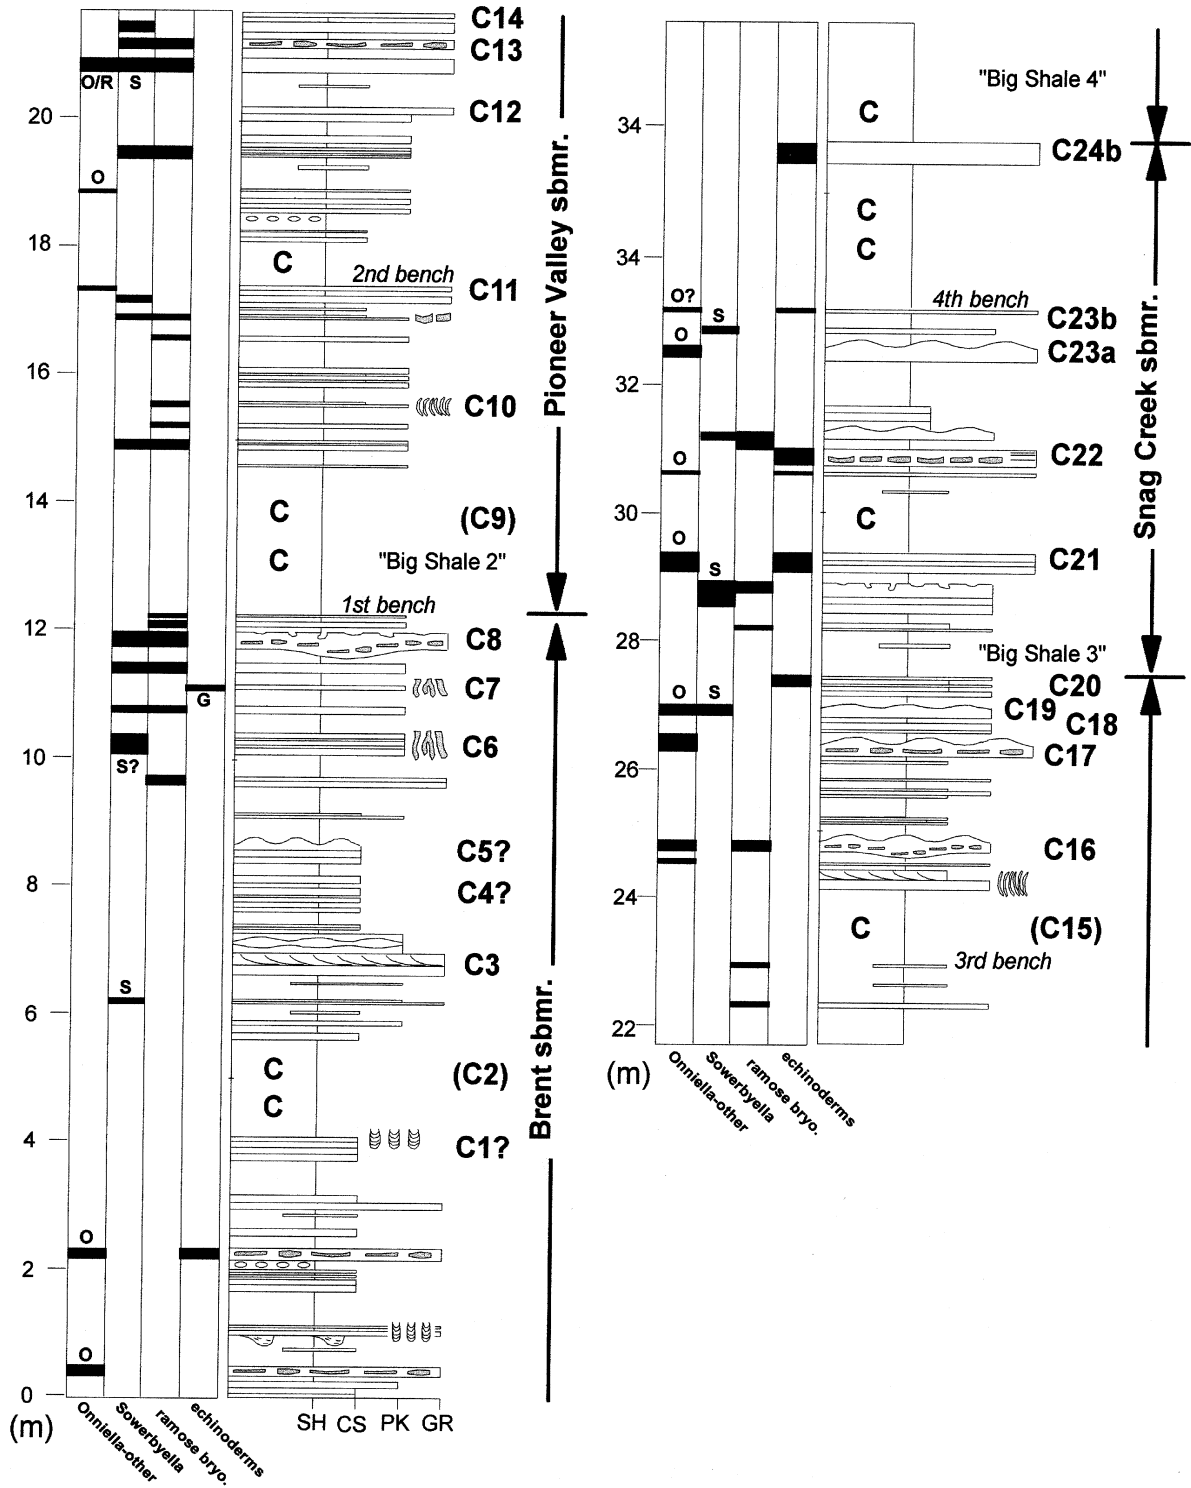 C14
C13
O/R S
20
C12
O
18
C
2nd bench
C11
16
C10
Pioneer Valley sbmr.
14
C
(C9)
C
"Big Shale 2"
1st bench
12
C8
C7
G
C6
10
S?
C5?
8
C4?
C3
S
6
C
(C2)
C
Brent sbmr.
4
C1?
O
2
O
0
(m)
Onniella-other
Sowerbyella
ramose bryo.
echinoderms
SH CS PK GR
"Big Shale 4"
C
34
C24b
C
C
34
O?
4th bench
S
C23b
O
C23a
32
Snag Creek sbmr.
O
C22
30
C
O
C21
S
28
"Big Shale 3"
C20
O S
C19
C18
C17
26
C16
24
C
(C15)
3rd bench
22
(m)
Onniella-other
Sowerbyella
ramose bryo.
echinoderms